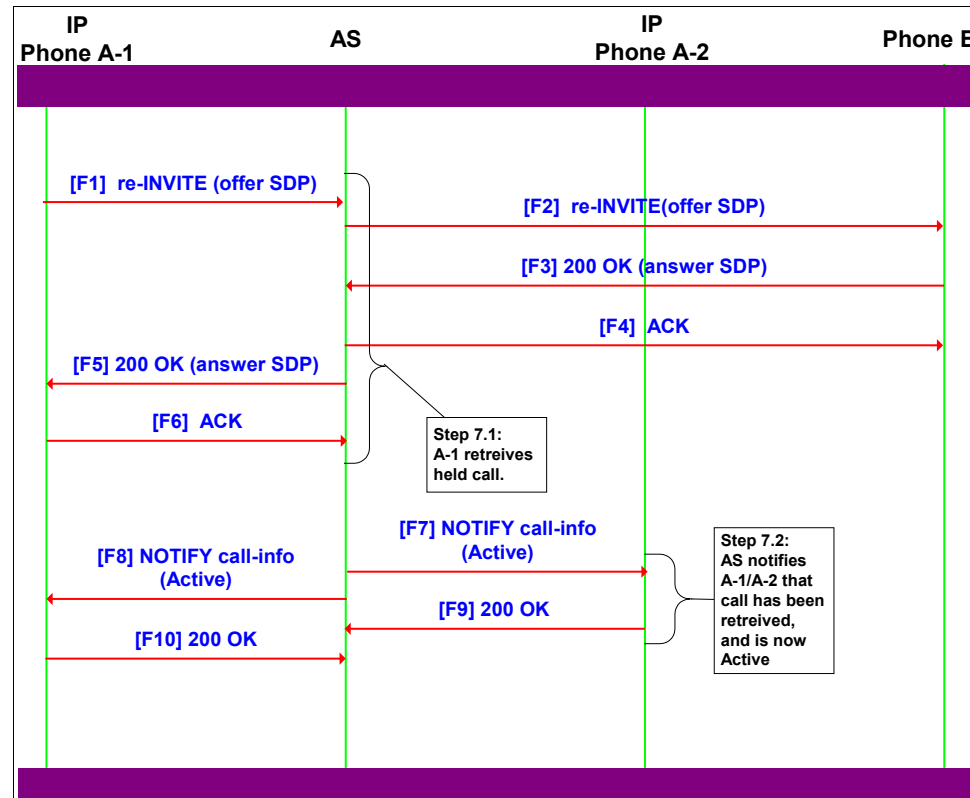 IP
Phone A-1
AS
IP
Phone A-2
Phone B
[F1]  re-INVITE (offer SDP)
[F2]  re-INVITE(offer SDP)
[F3] 200 OK (answer SDP)
[F4]  ACK
[F5] 200 OK (answer SDP)
[F6]  ACK
Step 7.1:
A-1 retreives
held call.
[F7] NOTIFY call-info
(Active)
[F8] NOTIFY call-info
(Active)
Step 7.2:
AS notifies
A-1/A-2 that
call has been
retreived,
and is now
Active
[F9] 200 OK
[F10] 200 OK